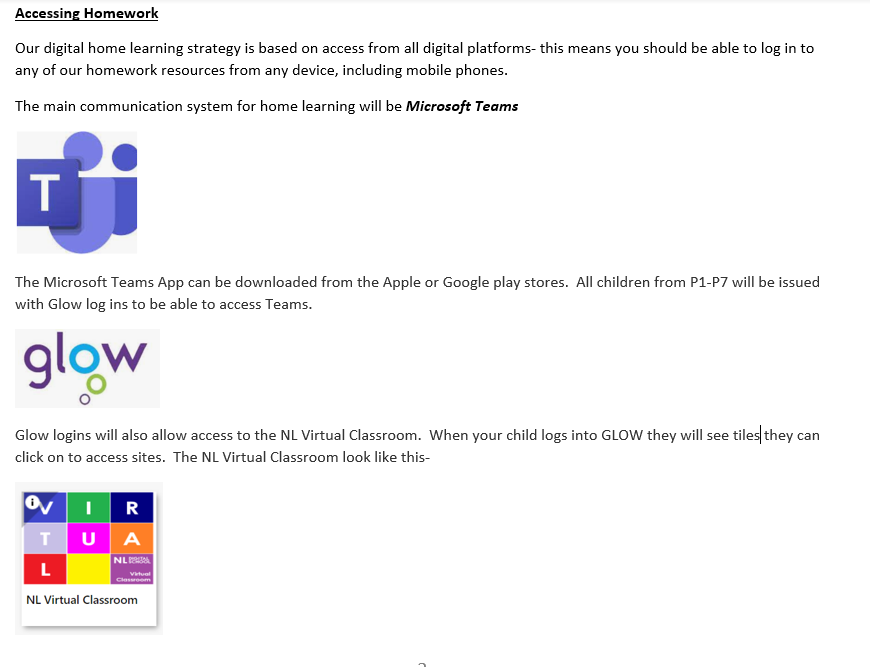 Accessing Homework
Our digital home learning strategy is based on access from all digital platforms- this means you should be able to log in to
any of our homework resources from any device, including mobile phones.
The main communication system for home learning will be Microsoft Teams
T
The Microsoft Teams App can be downloaded from the Apple or Google play stores.  All children from P1-P7 will be issued
with Glow log ins to be able to access Teams.
glow
Glow logins will also allow access to the NL Virtual Classroom.  When your child logs into GLOW they will see tiles they can
click on to access sites.  The NL Virtual Classroom look like this-
i
V I R
T U A
L
NL DIGITAL SCHOOL
Virtual
Classroom
NL Virtual Classroom